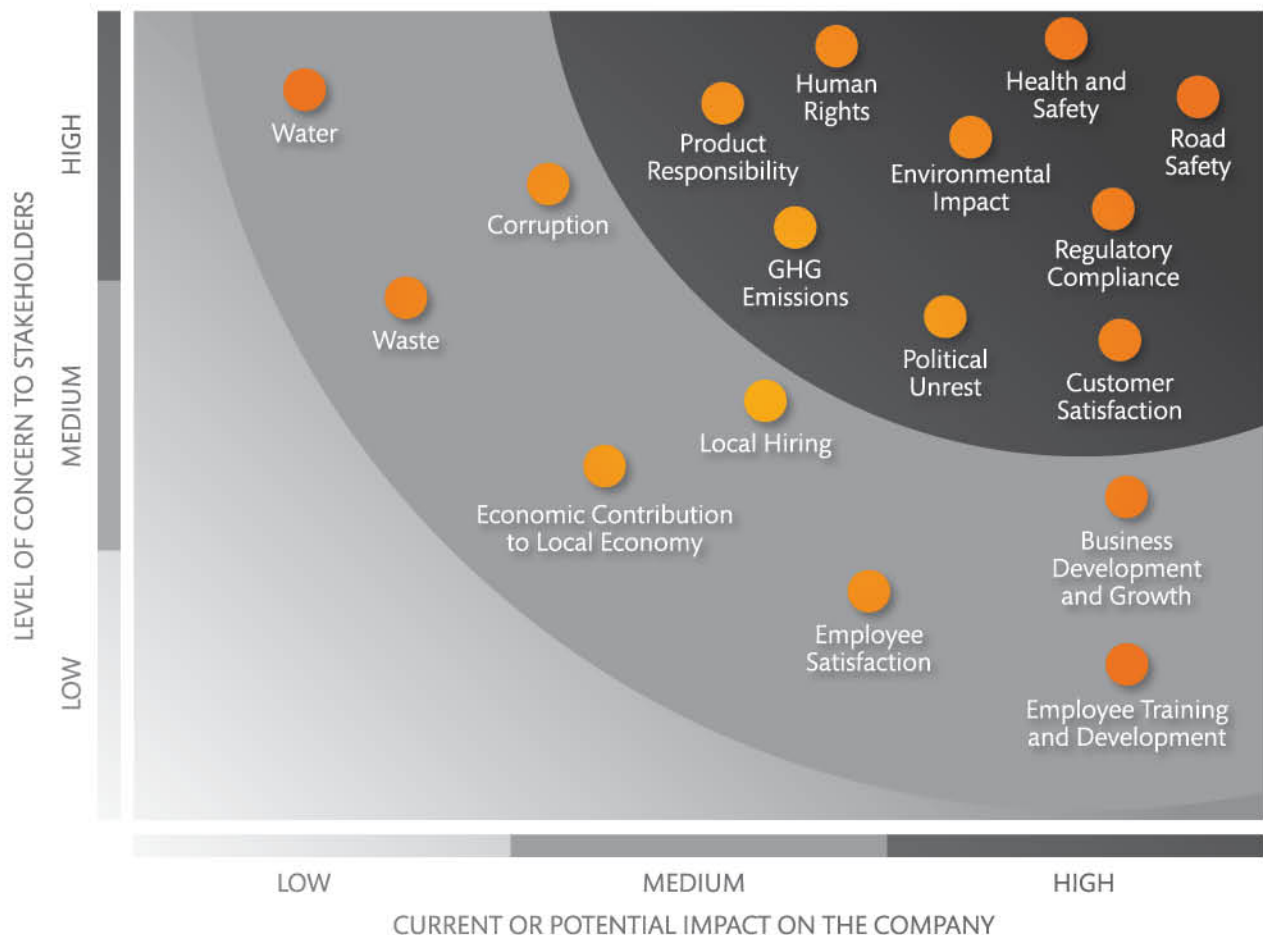 LEVEL OF CONCERN TO STAKEHOLDERS
HIGH
MEDIUM
LOW
Water
Corruption
Waste
Human
Rights
Product
Responsibility
Health and
Safety
Road
Safety
Environmental
Impact
GHG
Emissions
Regulatory
Compliance
Political
Unrest
Customer
Satisfaction
Local Hiring
Economic Contribution
to Local Economy
Business
Development
and Growth
Employee
Satisfaction
Employee Training
and Development
LOW
MEDIUM
HIGH
CURRENT OR POTENTIAL IMPACT ON THE COMPANY